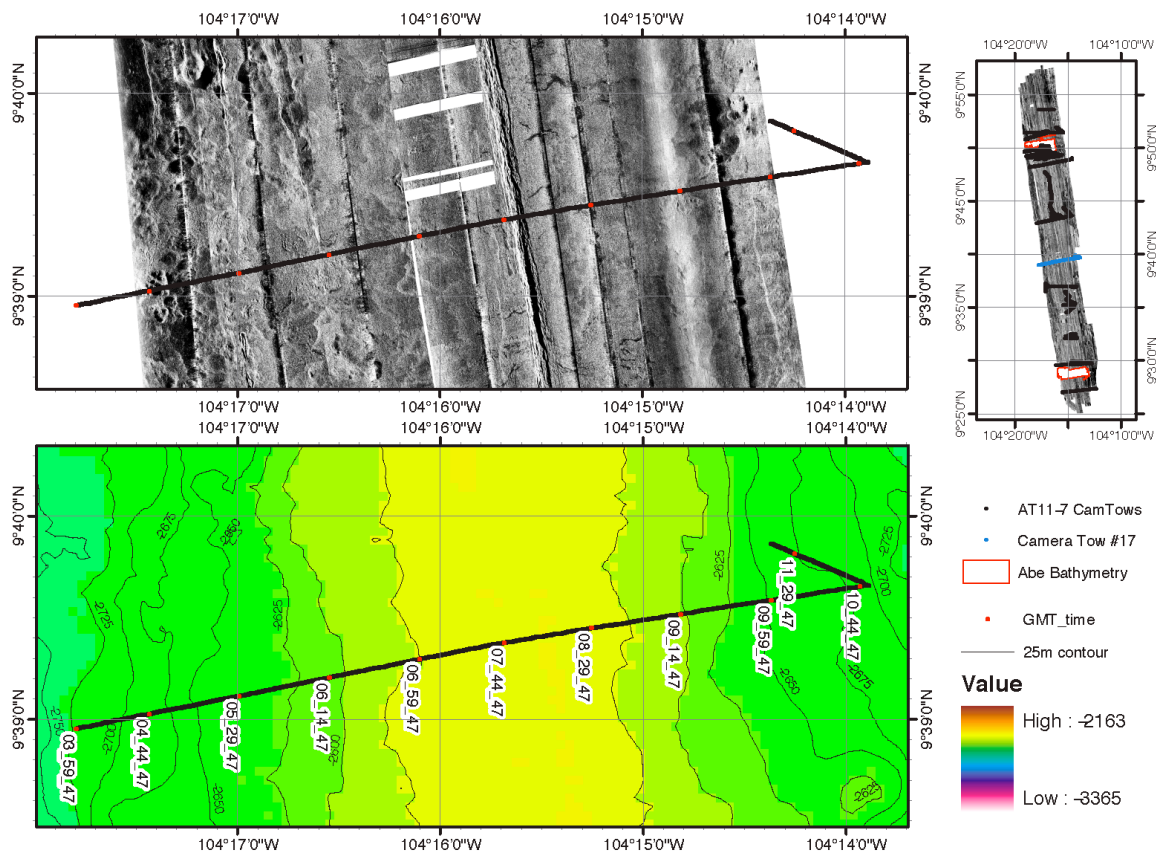 104°17'0"W 104°16'0"W 104°15'0"W 104°14'0"W
9°40'0"N 9°40'0"N
9°39'0"N 9°39'0"N
104°17'0"W 104°16'0"W 104°15'0"W 104°14'0"W
104°20'0"W 104°10'0"W
9°55'0"N
9°50'0"N
9°45'0"N
9°40'0"N
9°35'0"N
9°30'0"N
9°25'0"N
104°20'0"W 104°10'0"W
9°40'0"N 9°40'0"N
9°39'0"N 9°39'0"N
-2675
-2650
-2725
-2625
-2750
-2700
-2650
-2600
-2625
-2650
-2675
-2700
-2725
-2625
03_59_47
04_44_47
05_29_47
06_14_47
06_59_47
07_44_47
08_29_47
09_14_47
09_59_47
11_29_47
10_44_47
104°17'0"W 104°16'0"W 104°15'0"W 104°14'0"W
AT11-7 CamTows
Camera Tow #17
Abe Bathymetry
GMT_time
25m contour
Value
High : -2163
Low : -3365